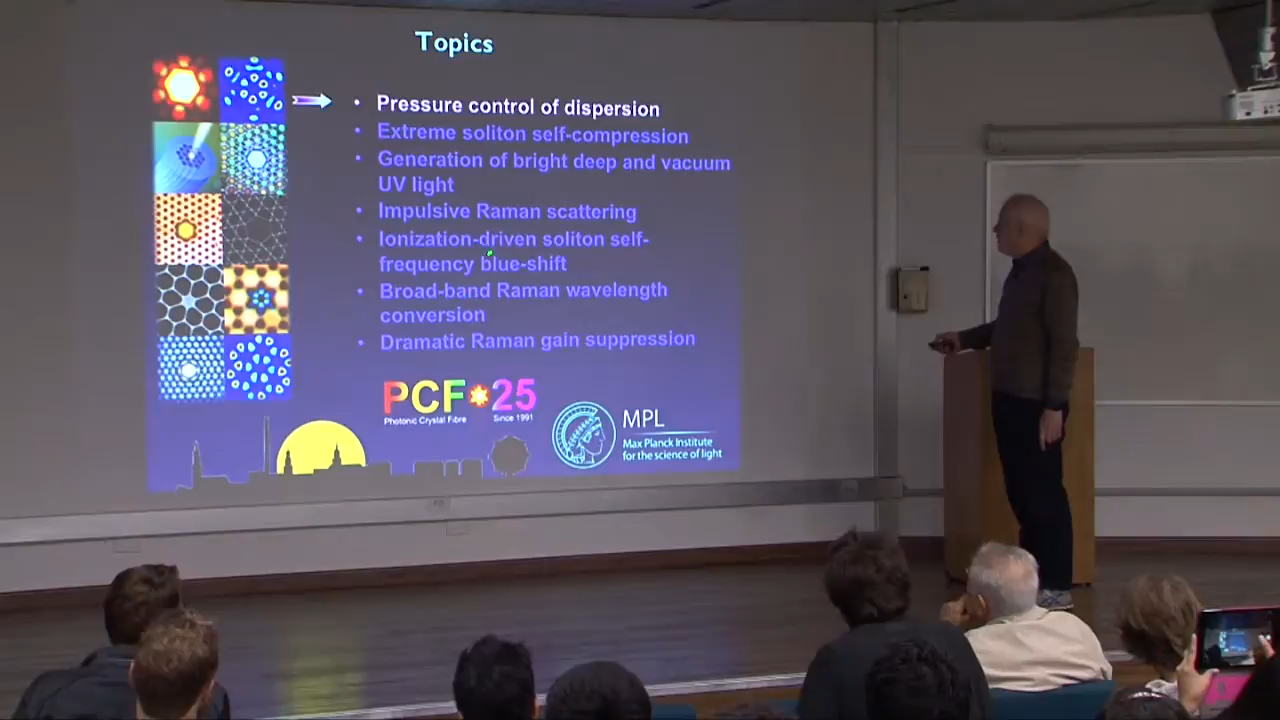 Topics
• Pressure control of dispersion
• Extreme soliton self-compression
• Generation of bright deep and vacuum
UV light
• Impulsive Raman scattering
• Ionization-driven soliton self-
frequency blue-shift
• Broad-band Raman wavelength
conversion
• Dramatic Raman gain suppression
PCF 25
Photonic Crystal Fibre Since 1991
MPL
Max Planck Institute
for the science of light